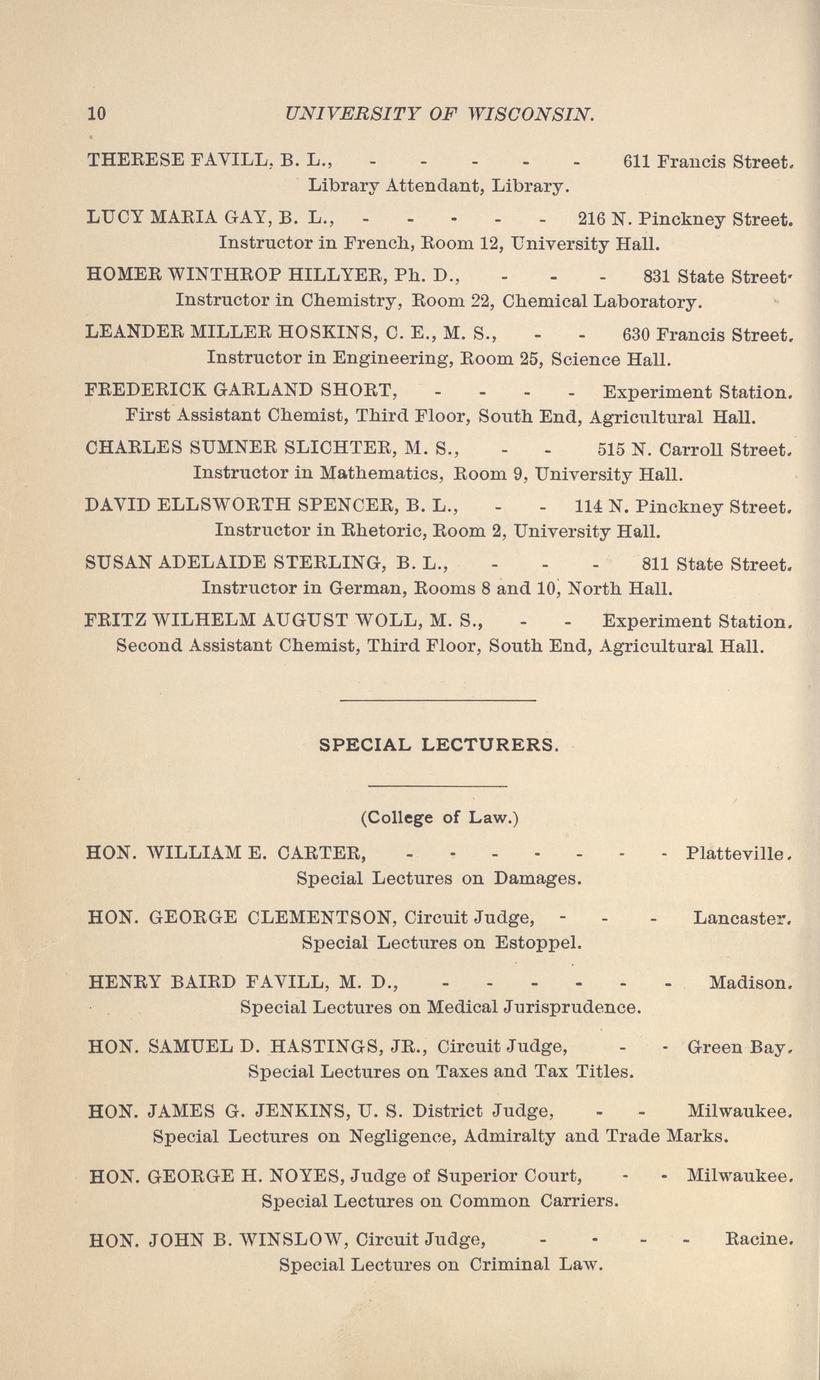 10 UNIVERSITY OF WISCONSIN.
THERESE FAVILL, B. L., - - - - - 611 Francis Street.
Library Attendant, Library.
LUCY MARIA GAY, B. L., - - - - - 216 N. Pinckney Street.
Instructor in French, Room 12, University Hall.
HOMER WINTHROP HILLYER, Ph. D., - - - 831 State Street·
Instructor in Chemistry, Room 22, Chemical Laboratory.
LEANDER MILLER HOSKINS, C. E., M. S., - - 630 Francis Street.
Instructor in Engineering, Room 25, Science Hall.
FREDERICK GARLAND SHORT, - - - - Experiment Station.
First Assistant Chemist, Third Floor, South End, Agricultural Hall.
CHARLES SUMNER SLICHTER, M. S., - - 515 N. Carroll Street.
Instructor in Mathematics, Room 9, University Hall.
DAVID ELLSWORTH SPENCER, B. L., - - 114 N. Pinckney Street.
Instructor in Rhetoric, Room 2, University Hall.
SUSAN ADELAIDE STERLING, B. L., - - - 811 State Street.
Instructor in German, Rooms 8 and 10, North Hall.
FRITZ WILHELM AUGUST WOLL, M. S., - - Experiment Station.
Second Assistant Chemist, Third Floor, South End, Agricultural Hall.
SPECIAL LECTURERS.
(College of Law.)
HON. WILLIAM E. CARTER, - - - - - - - Platteville.
Special Lectures on Damages.
HON. GEORGE CLEMENTSON, Circuit Judge, - - - Lancaster.
Special Lectures on Estoppel.
HENRY BAIRD FAVILL, M. D., - - - - - - Madison.
Special Lectures on Medical Jurisprudence.
HON. SAMUEL D. HASTINGS, JR., Circuit Judge, - - Green Bay.
Special Lectures on Taxes and Tax Titles.
HON. JAMES G. JENKINS, U. S. District Judge, - - Milwaukee.
Special Lectures on Negligence, Admiralty and Trade Marks.
HON. GEORGE H. NOYES, Judge of Superior Court, - - Milwaukee.
Special Lectures on Common Carriers.
HON. JOHN B. WINSLOW, Circuit Judge, - - - - Racine.
Special Lectures on Criminal Law.